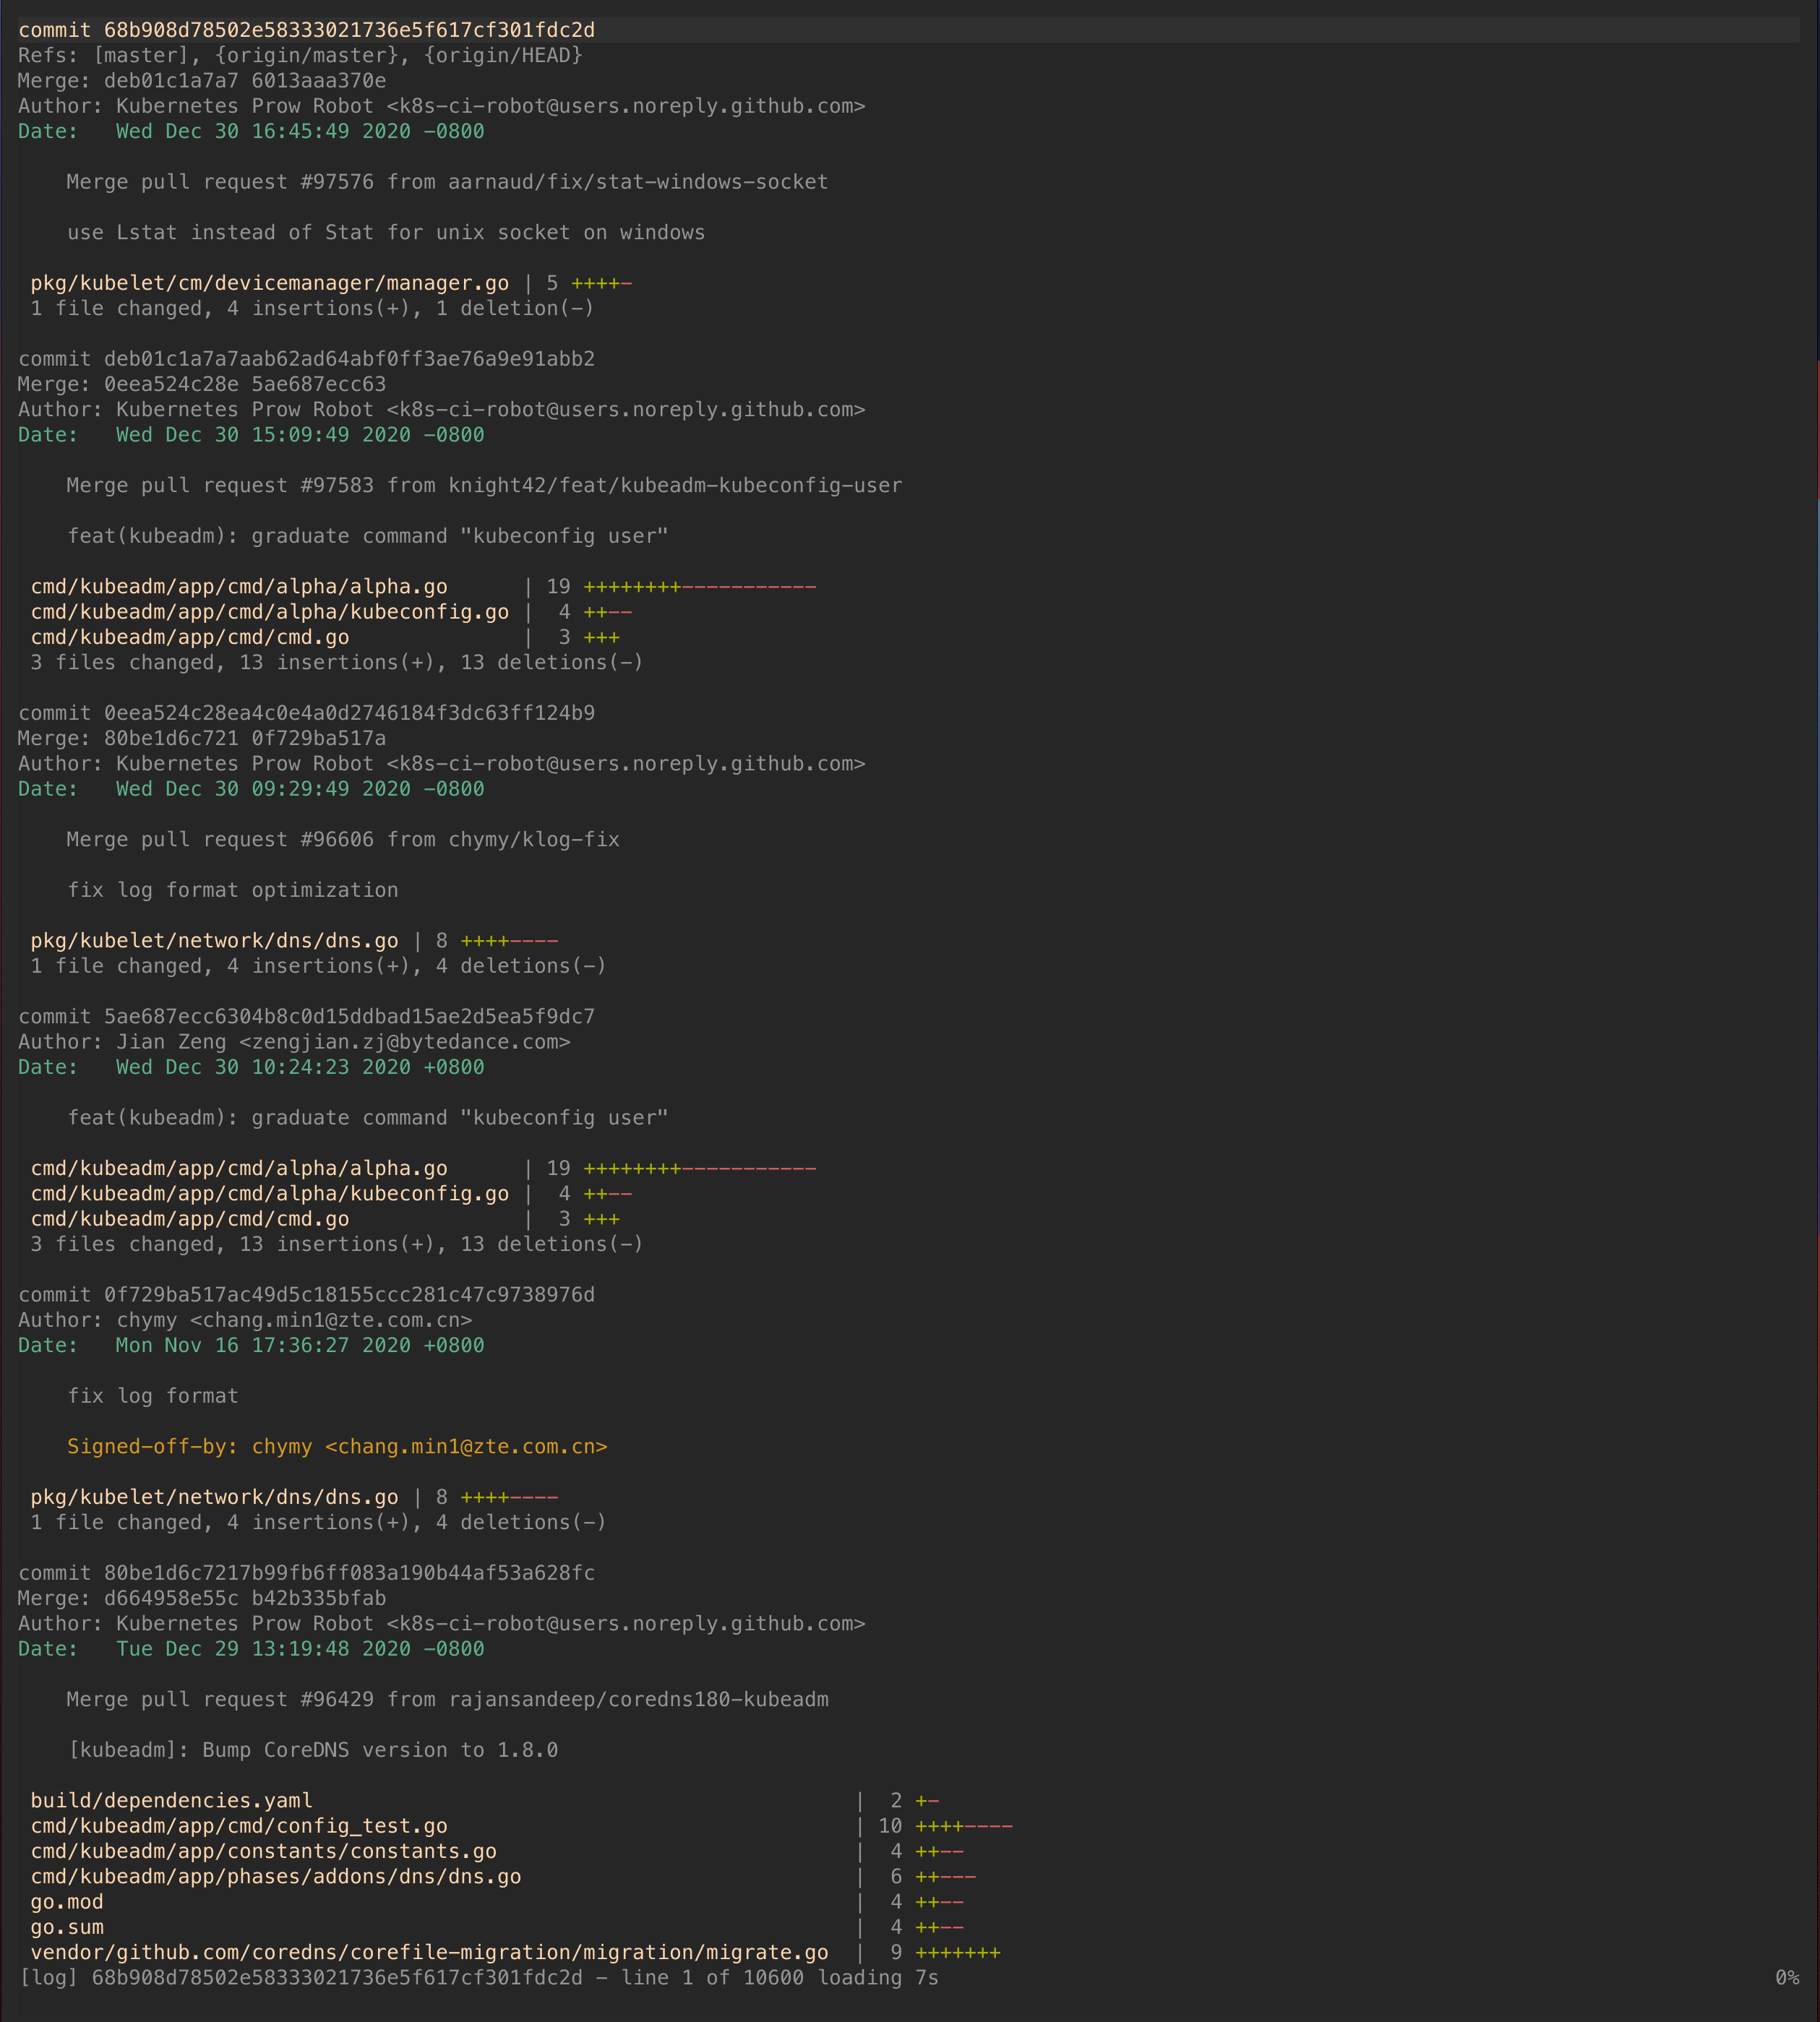 commit 68b908d78502e58333021736e5f617cf301fdc2d
Refs: [master], {origin/master}, {origin/HEAD}
Merge: deb01c1a7a7 6013aaa370e
Author: Kubernetes Prow Robot <k8s-ci-robot@users.noreply.github.com>
Date:   Wed Dec 30 16:45:49 2020 -0800

    Merge pull request #97576 from aarnaud/fix/stat-windows-socket

    use Lstat instead of Stat for unix socket on windows

 pkg/kubelet/cm/devicemanager/manager.go | 5 ++++-
 1 file changed, 4 insertions(+), 1 deletion(-)

commit deb01c1a7a7aab62ad64abf0ff3ae76a9e91abb2
Merge: 0eea524c28e 5ae687ecc63
Author: Kubernetes Prow Robot <k8s-ci-robot@users.noreply.github.com>
Date:   Wed Dec 30 15:09:49 2020 -0800

    Merge pull request #97583 from knight42/feat/kubeadm-kubeconfig-user

    feat(kubeadm): graduate command "kubeconfig user"

 cmd/kubeadm/app/cmd/alpha/alpha.go      | 19 ++++++++-----------
 cmd/kubeadm/app/cmd/alpha/kubeconfig.go |  4 ++--
 cmd/kubeadm/app/cmd/cmd.go              |  3 +++
 3 files changed, 13 insertions(+), 13 deletions(-)

commit 0eea524c28ea4c0e4a0d2746184f3dc63ff124b9
Merge: 80be1d6c721 0f729ba517a
Author: Kubernetes Prow Robot <k8s-ci-robot@users.noreply.github.com>
Date:   Wed Dec 30 09:29:49 2020 -0800

    Merge pull request #96606 from chymy/klog-fix

    fix log format optimization

 pkg/kubelet/network/dns/dns.go | 8 ++++----
 1 file changed, 4 insertions(+), 4 deletions(-)

commit 5ae687ecc6304b8c0d15ddbad15ae2d5ea5f9dc7
Author: Jian Zeng <zengjian.zj@bytedance.com>
Date:   Wed Dec 30 10:24:23 2020 +0800

    feat(kubeadm): graduate command "kubeconfig user"

 cmd/kubeadm/app/cmd/alpha/alpha.go      | 19 ++++++++-----------
 cmd/kubeadm/app/cmd/alpha/kubeconfig.go |  4 ++--
 cmd/kubeadm/app/cmd/cmd.go              |  3 +++
 3 files changed, 13 insertions(+), 13 deletions(-)

commit 0f729ba517ac49d5c18155ccc281c47c9738976d
Author: chymy <chang.min1@zte.com.cn>
Date:   Mon Nov 16 17:36:27 2020 +0800

    fix log format

    Signed-off-by: chymy <chang.min1@zte.com.cn>

 pkg/kubelet/network/dns/dns.go | 8 ++++----
 1 file changed, 4 insertions(+), 4 deletions(-)

commit 80be1d6c7217b99fb6ff083a190b44af53a628fc
Merge: d664958e55c b42b335bfab
Author: Kubernetes Prow Robot <k8s-ci-robot@users.noreply.github.com>
Date:   Tue Dec 29 13:19:48 2020 -0800

    Merge pull request #96429 from rajansandeep/coredns180-kubeadm

    [kubeadm]: Bump CoreDNS version to 1.8.0

 build/dependencies.yaml                                            |  2 +-
 cmd/kubeadm/app/cmd/config_test.go                                 | 10 ++++----
 cmd/kubeadm/app/constants/constants.go                             |  4 ++--
 cmd/kubeadm/app/phases/addons/dns/dns.go                           |  6 ++---
 go.mod                                                             |  4 ++--
 go.sum                                                             |  4 ++--
 vendor/github.com/coredns/corefile-migration/migration/migrate.go  |  9 +++++++
[log] 68b908d78502e58333021736e5f617cf301fdc2d - line 1 of 10600 loading 7s 0%